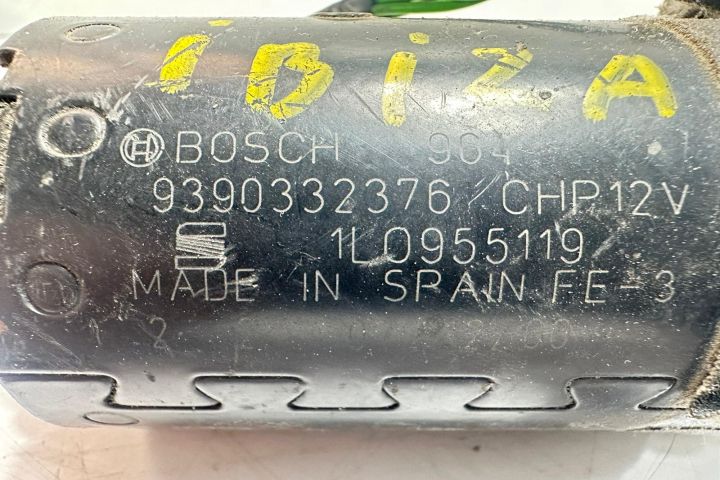 iBiZA
BOSCH 904
9390332376 CHP12V
1L0955119
MADE IN SPAIN FE-3